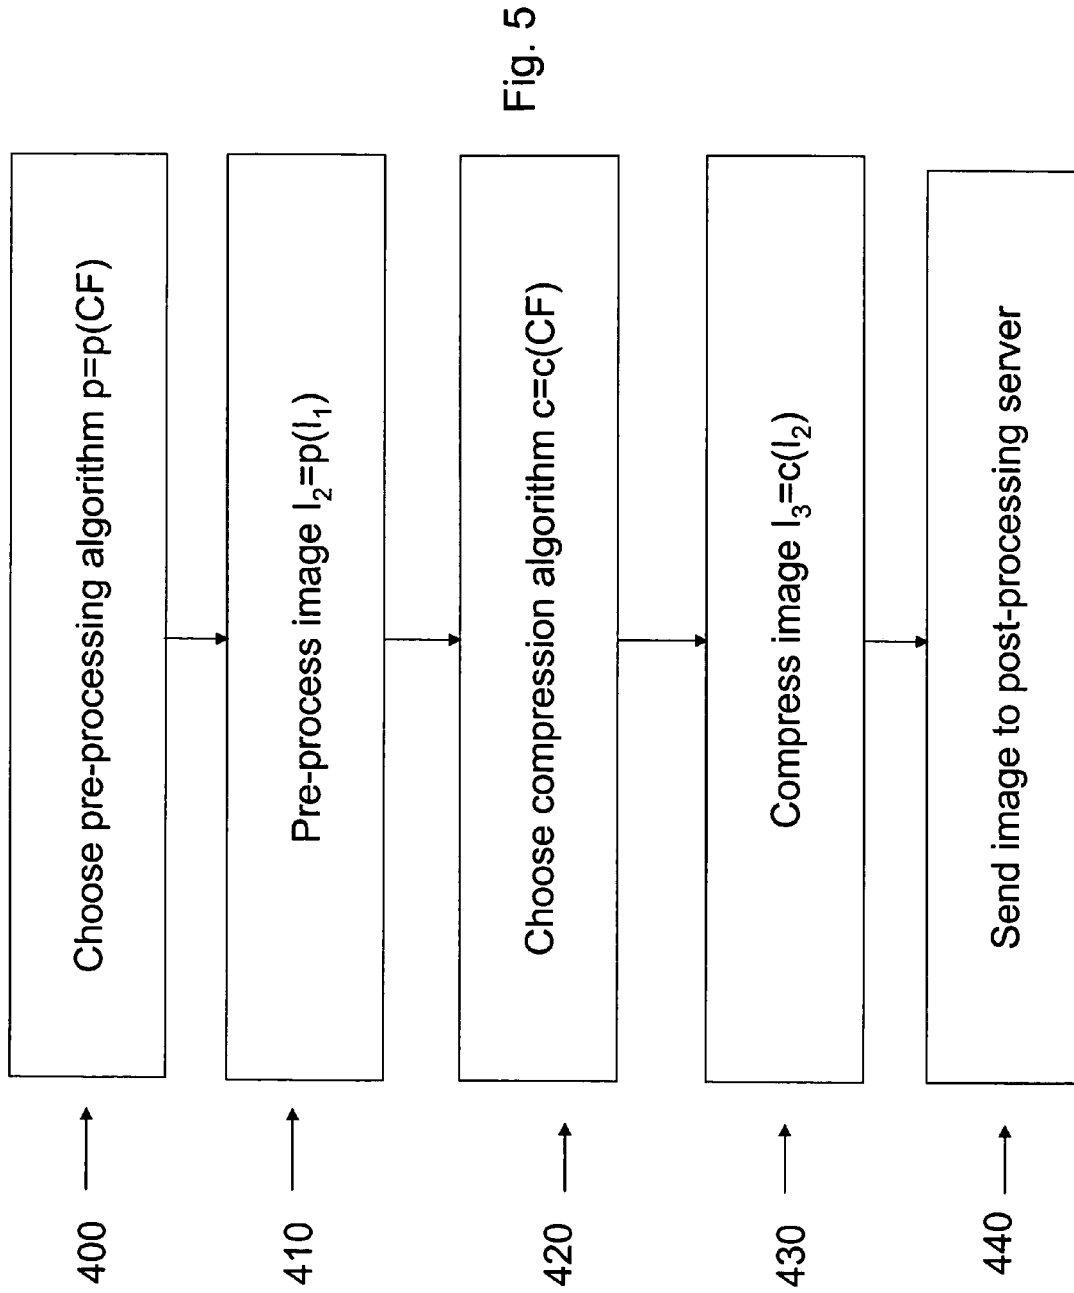 400
Choose pre-processing algorithm p=p(CF)
410
Pre-process image I₂=p(I₁)
420
Choose compression algorithm c=c(CF)
430
Compress image I₃=c(I₂)
440
Send image to post-processing server
Fig. 5